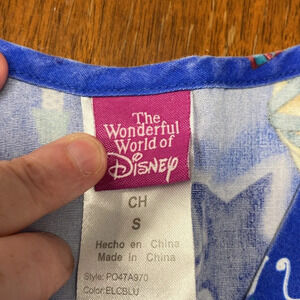 The
Wonderful
World of
Disney
CH
S
Hecho en China
Made in China
Style: PO47A970
Color: ELCBLU